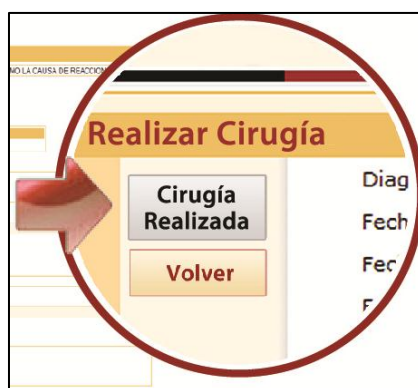 NO LA CAUSA DE REACCION
Realizar Cirugía
Cirugía
Realizada
Volver
Diag
Fech
Fec